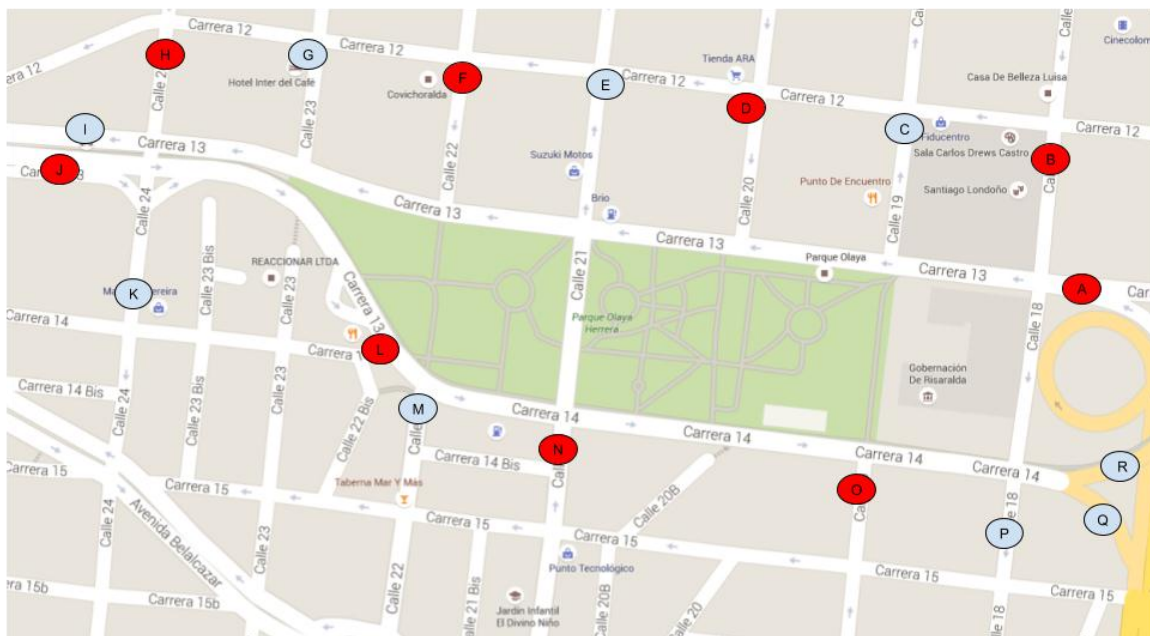 H
G
F
E
D
C
B
I
J
K
L
M
N
O
P
Q
R
A
Carrera 12
Carrera 12
Carrera 12
Carrera 12
Carrera 12
Carrera 12
Calle
Cinecolom
Tienda ARA
Casa De Belleza Luisa
Hotel Inter del Café
Covichoralda
Fiducentro
Sala Carlos Drews Castro
Santiago Londoño
Suzuki Motos
Punto De Encuentro
Brio
Calle 23
Calle 22
Calle 20
Calle 19
Carrera 13
Carrera 13
Carrera 13
Carrera 13
Parque Olaya
Calle 24
Calle 23 Bis
REACCIONAR LTDA
Calle 23
Carrera 13
Calle 21
Parque Olaya
Herrera
Calle 18
Gobernación
De Risaralda
Carrera 14
Carrera 14 Bis
Calle 24
Calle 23 Bis
Calle 23
Calle 22 Bis
Carrera 14
Carrera 14
Carrera 14
Carrera 14
Carrera 14 Bis
Taberna Mar Y Más
Calle 20B
Carrera 15
Carrera 15
Carrera 15
Carrera 15
Carrera 15
Avenida Belalcazar
Calle 24
Calle 23
Calle 22
Calle 21 Bis
Punto Tecnológico
Jardin Infantil
El Divino Niño
Calle 20B
Calle 20
Calle 18
Carrera 15b